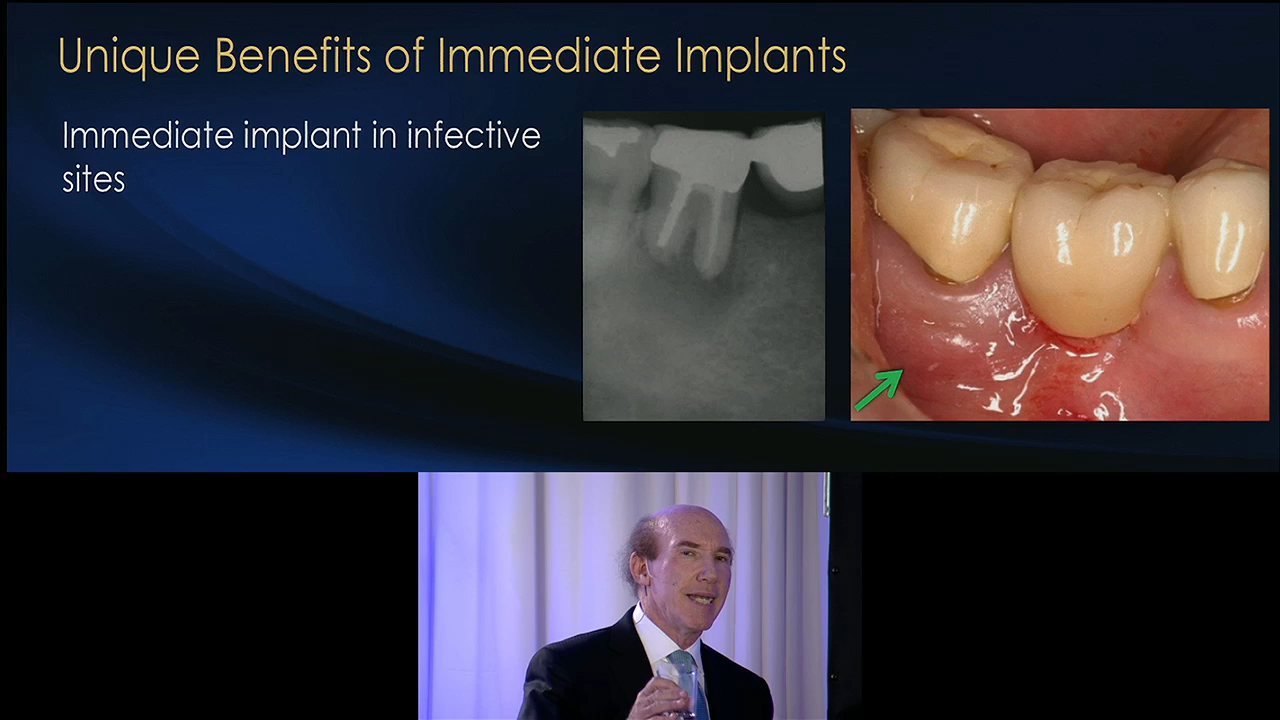 Unique Benefits of Immediate Implants
Immediate implant in infective
sites